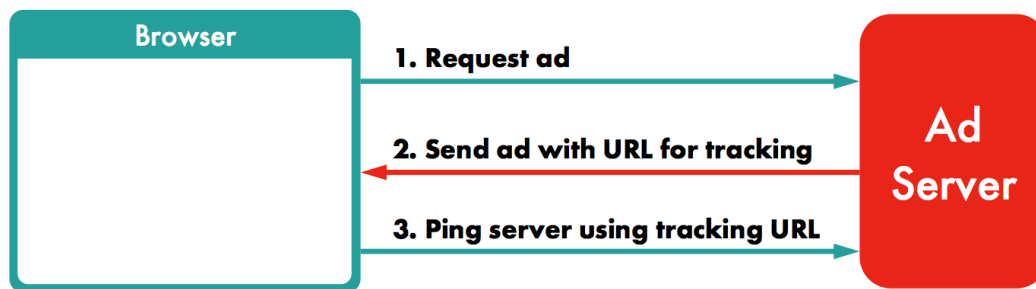 Browser
1. Request ad
2. Send ad with URL for tracking
3. Ping server using tracking URL
Ad
Server